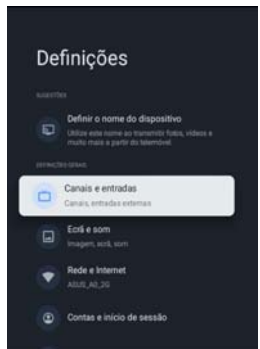 Definições
SUGESTÕES
Definir o nome do dispositivo
Utilize este nome ao transmitir fotos, vídeos e
muito mais a partir do telemóvel
DEFINIÇÕES GERAIS
Canais e entradas
Canais, entradas externas
Ecrã e som
Imagem, ecrã, som
Rede e Internet
ASUS_A0_2G
Contas e início de sessão